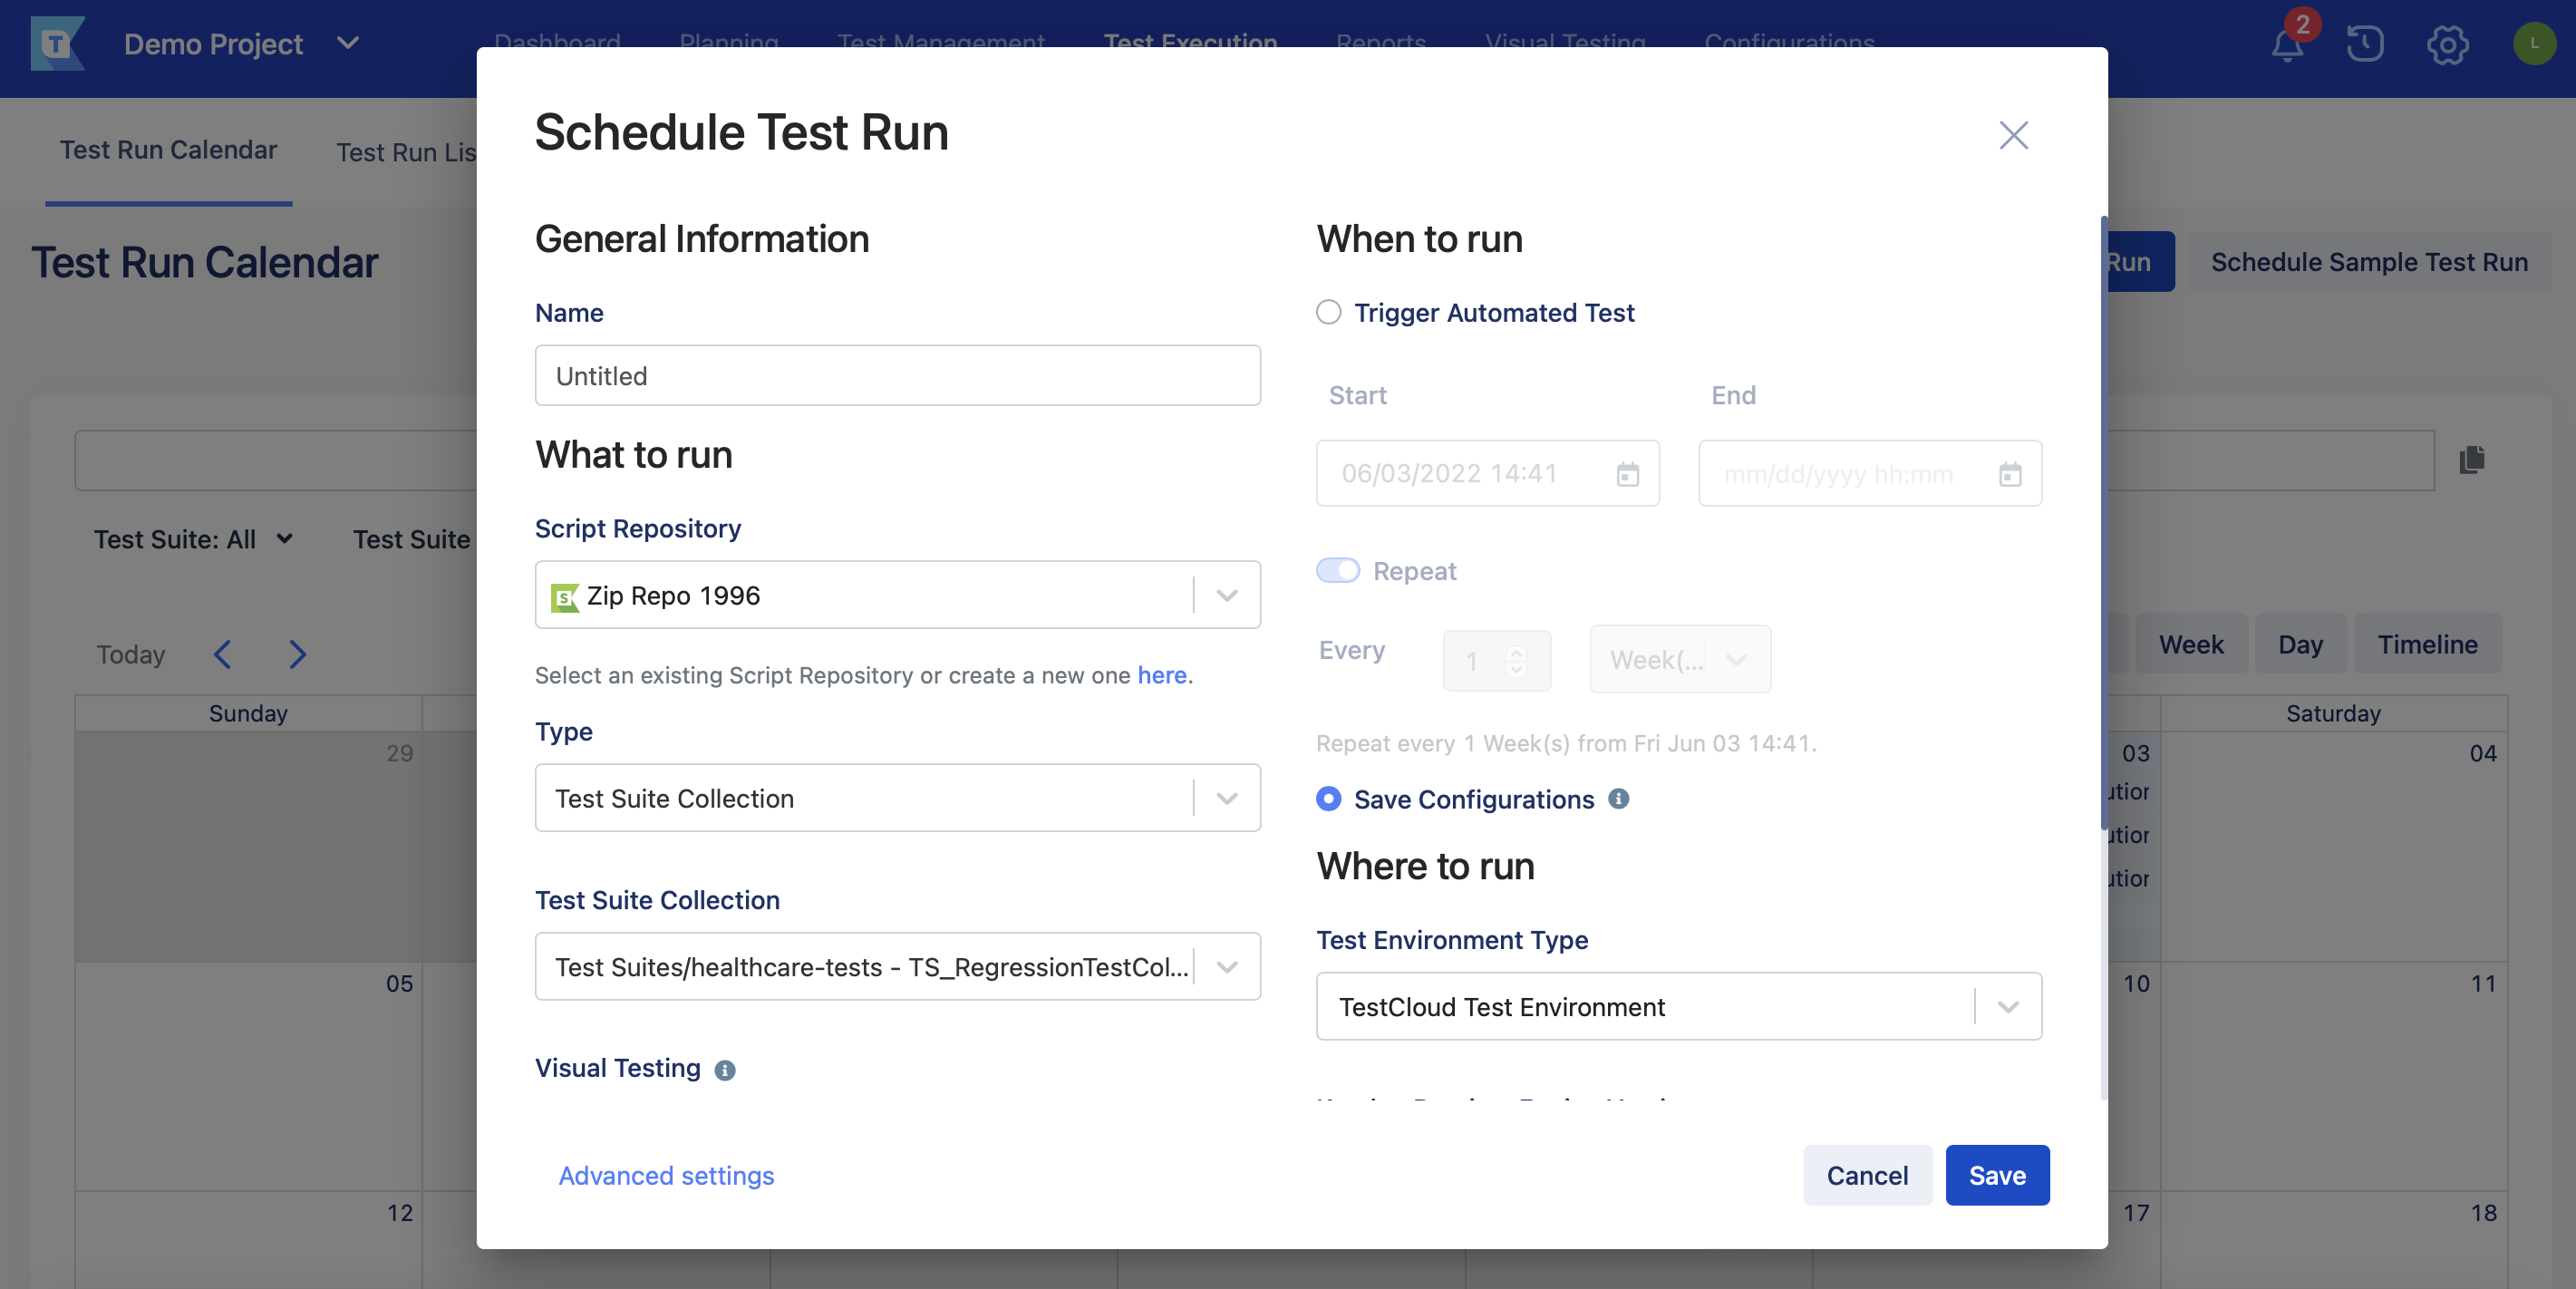 Demo Project
Dashboard Planning Test Management Test Execution Reports Visual Testing Configurations
2
L
Test Run Calendar
Test Run Lis
Test Run Calendar
Run
Schedule Sample Test Run
Test Suite: All
Test Suite
Today
Week
Day
Timeline
Sunday
Saturday
29
03
04
05
10
11
12
17
18
Schedule Test Run
General Information
Name
Untitled
What to run
Script Repository
Zip Repo 1996
Select an existing Script Repository or create a new one here.
Type
Test Suite Collection
Test Suite Collection
Test Suites/healthcare-tests - TS_RegressionTestCol...
Visual Testing
When to run
Trigger Automated Test
Start
End
06/03/2022 14:41
mm/dd/yyyy hh:mm
Repeat
Every
1
Week(...
Repeat every 1 Week(s) from Fri Jun 03 14:41.
Save Configurations
Where to run
Test Environment Type
TestCloud Test Environment
Advanced settings
Cancel
Save